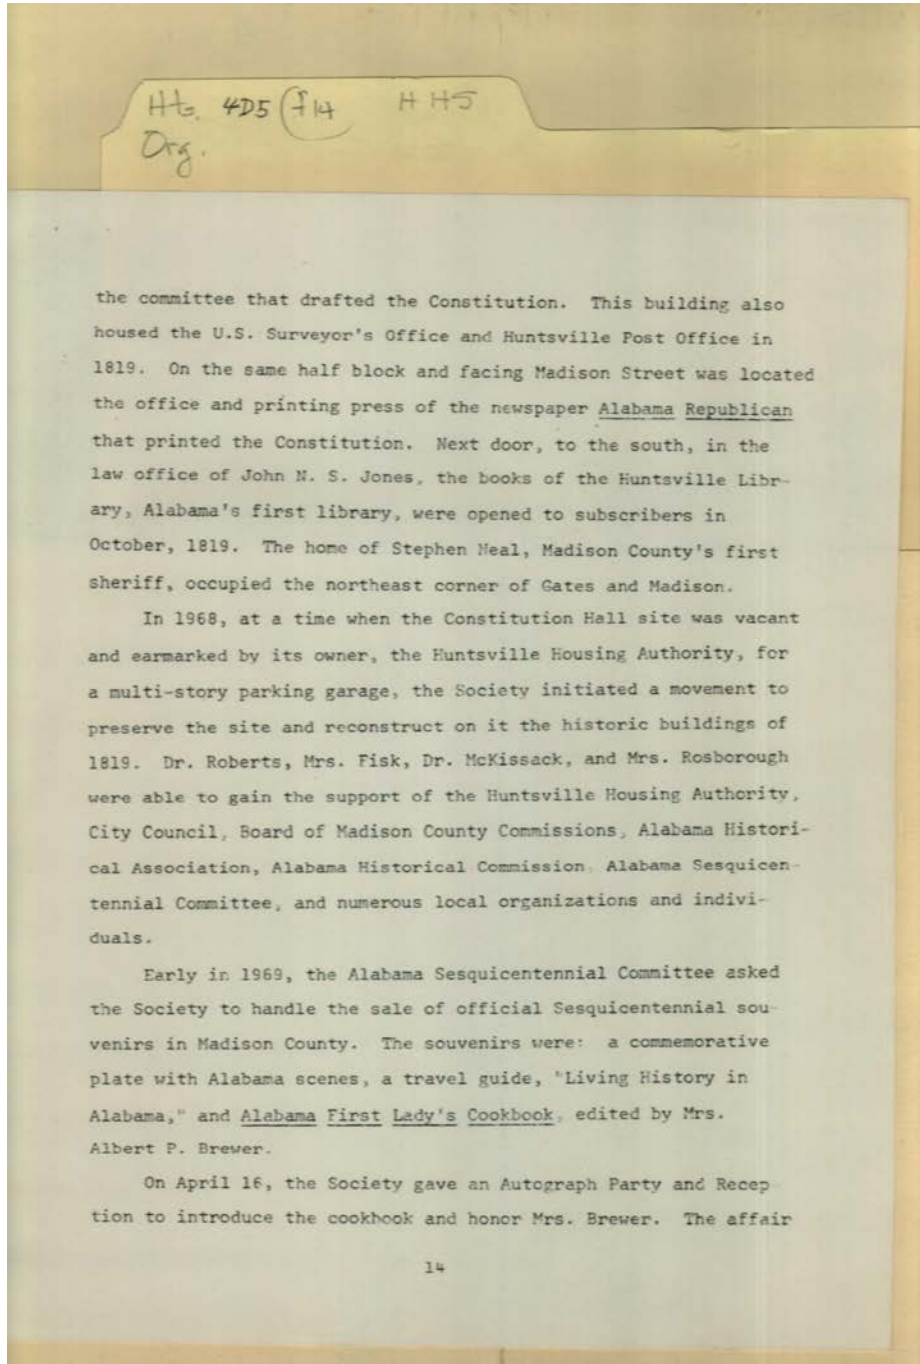 Hts. 4D5 (f14 H H5
Org.
the committee that drafted the Constitution. This building also
housed the U.S. Surveyor's Office and Huntsville Post Office in
1819. On the same half block and facing Madison Street was located
the office and printing press of the newspaper Alabama Republican
that printed the Constitution. Next door, to the south, in the
law office of John N. S. Jones, the books of the Huntsville Libr-
ary, Alabama's first library, were opened to subscribers in
October, 1819. The home of Stephen Neal, Madison County's first
sheriff, occupied the northeast corner of Gates and Madison.
In 1968, at a time when the Constitution Hall site was vacant
and earmarked by its owner, the Huntsville Housing Authority, for
a multi-story parking garage, the Society initiated a movement to
preserve the site and reconstruct on it the historic buildings of
1819. Dr. Roberts, Mrs. Fisk, Dr. McKissack, and Mrs. Rosborough
were able to gain the support of the Huntsville Housing Authority,
City Council, Board of Madison County Commissions, Alabama Histori-
cal Association, Alabama Historical Commission, Alabama Sesquicen-
tennial Committee, and numerous local organizations and indivi-
duals.
Early in 1969, the Alabama Sesquicentennial Committee asked
the Society to handle the sale of official Sesquicentennial sou-
venirs in Madison County. The souvenirs were: a commemorative
plate with Alabama scenes, a travel guide, "Living History in
Alabama," and Alabama First Lady's Cookbook, edited by Mrs.
Albert P. Brewer.
On April 16, the Society gave an Autograph Party and Recep-
tion to introduce the cookbook and honor Mrs. Brewer. The affair
14